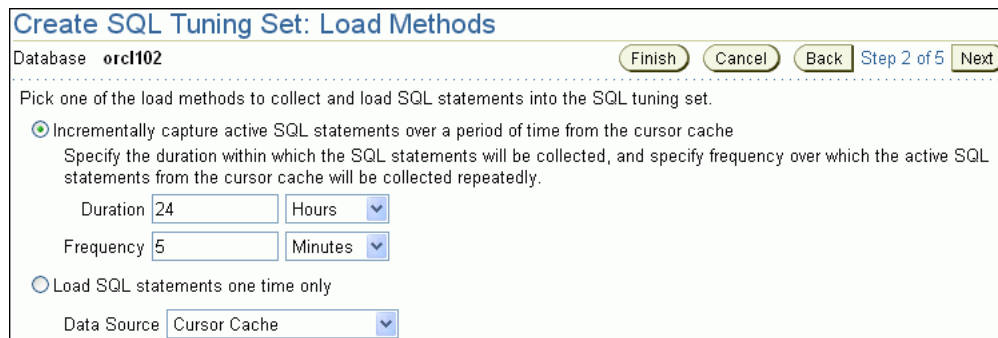 Create SQL Tuning Set: Load Methods
Database orcl102 Finish Cancel Back Step 2 of 5 Next
Pick one of the load methods to collect and load SQL statements into the SQL tuning set.
Incrementally capture active SQL statements over a period of time from the cursor cache
Specify the duration within which the SQL statements will be collected, and specify frequency over which the active SQL
statements from the cursor cache will be collected repeatedly.
Duration 24 Hours
Frequency 5 Minutes
Load SQL statements one time only
Data Source Cursor Cache